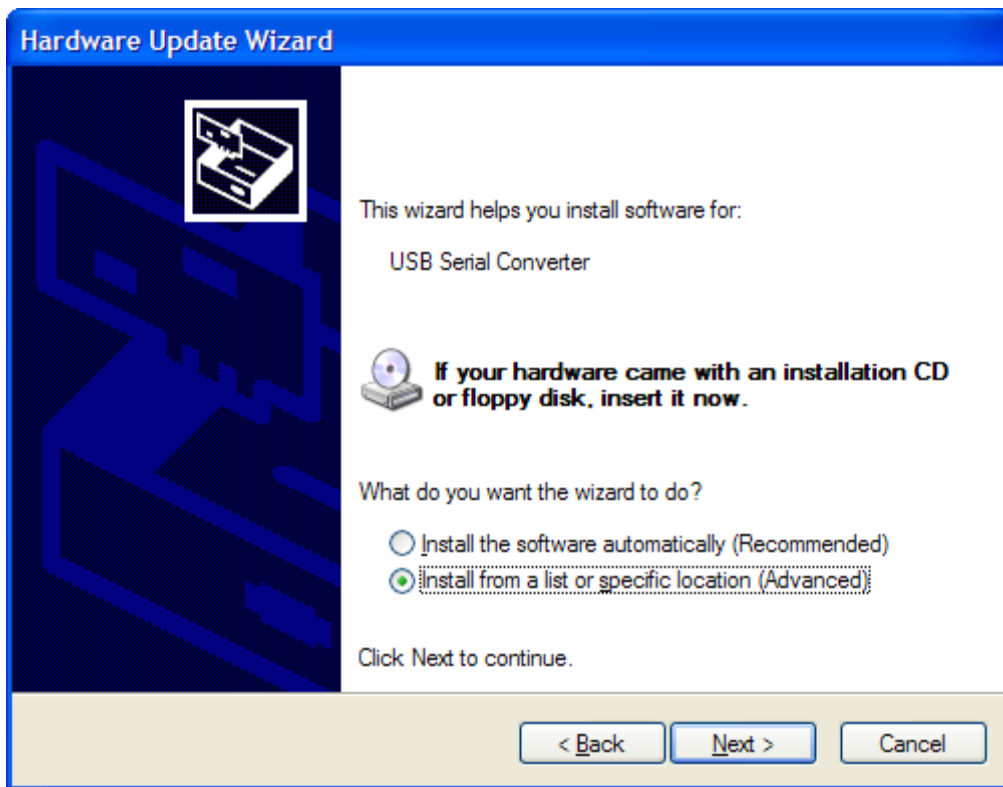 Hardware Update Wizard
This wizard helps you install software for:
USB Serial Converter
If your hardware came with an installation CD
or floppy disk, insert it now.
What do you want the wizard to do?
Install the software automatically (Recommended)
Install from a list or specific location (Advanced)
Click Next to continue.
< Back
Next >
Cancel